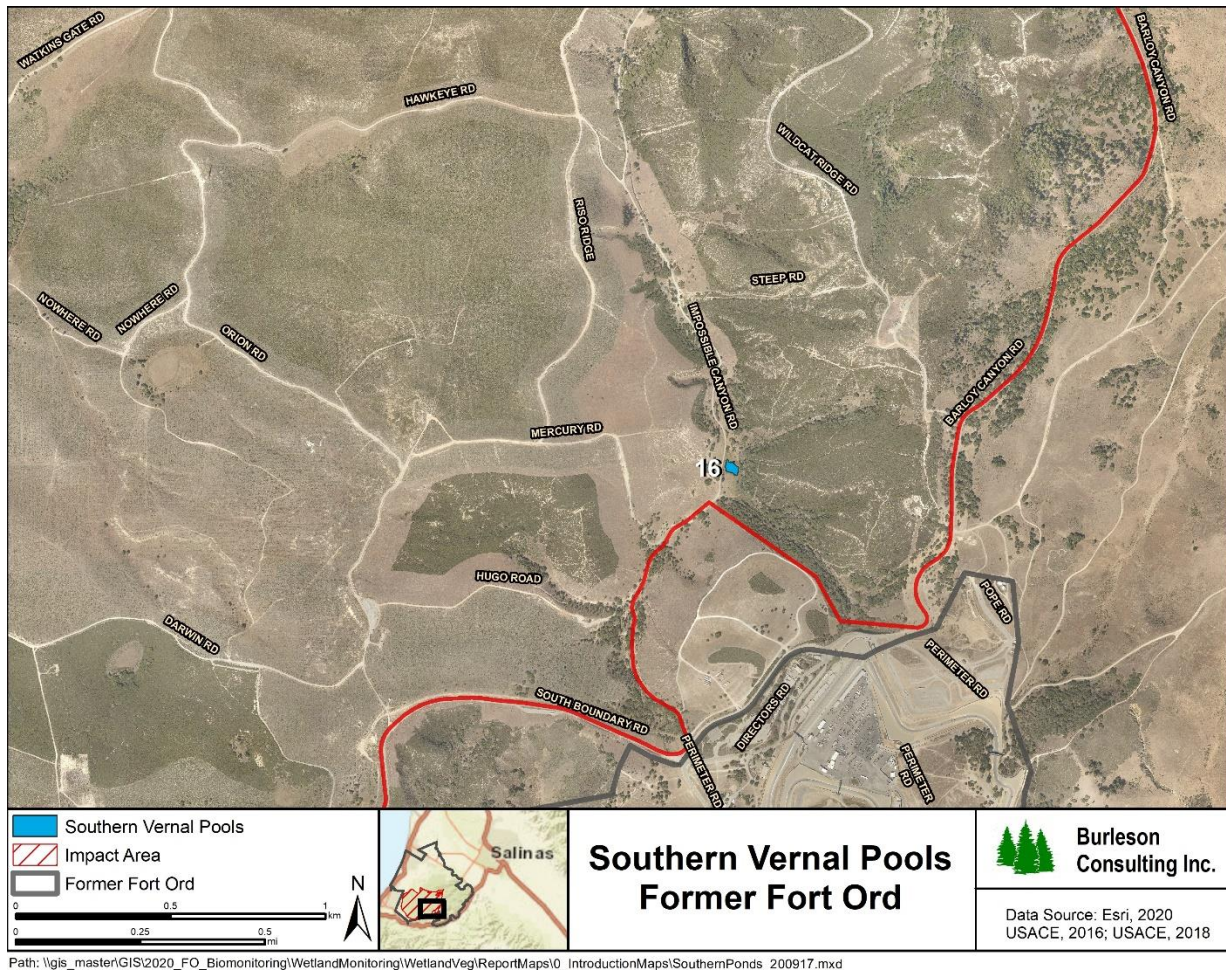 WATKINS GATE RD
BARLOY CANYON RD
HAWKEYE RD
WILDCAT RIDGE RD
RISO RIDGE
STEEP RD
NOWHERE RD
NOWHERE RD
ORION RD
IMPOSSIBLE CANYON RD
BARLOY CANYON RD
MERCURY RD
16
HUGO ROAD
POPE RD
DARWIN RD
PERIMETER RD
SOUTH BOUNDARY RD
DIRECTORS RD
PERIMETER RD
PERIMETER
RD
Southern Vernal Pools
Impact Area
Former Fort Ord
N
0 0.5 1
km
0 0.25 0.5
mi
Salinas
Southern Vernal Pools
Former Fort Ord
Burleson
Consulting Inc.
Data Source: Esri, 2020
USACE, 2016; USACE, 2018
Path: \\gis_master\GIS\2020_FO_Biomonitoring\WetlandMonitoring\WetlandVeg\ReportMaps\0_IntroductionMaps\SouthernPonds_200917.mxd